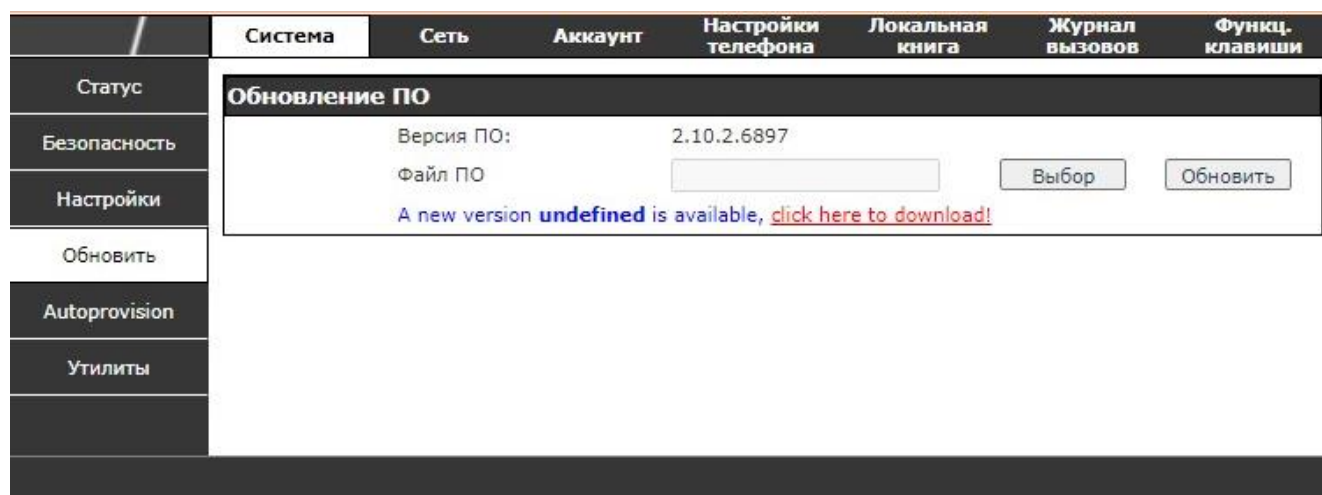 Система
Сеть
Аккаунт
Настройки
телефона
Локальная
книга
Журнал
вызовов
Функц.
клавиши
Статус
Безопасность
Настройки
Обновить
Autoprovision
Утилиты
Обновление ПО
Версия ПО: 2.10.2.6897
Файл ПО Выбор Обновить
A new version undefined is available, click here to download!